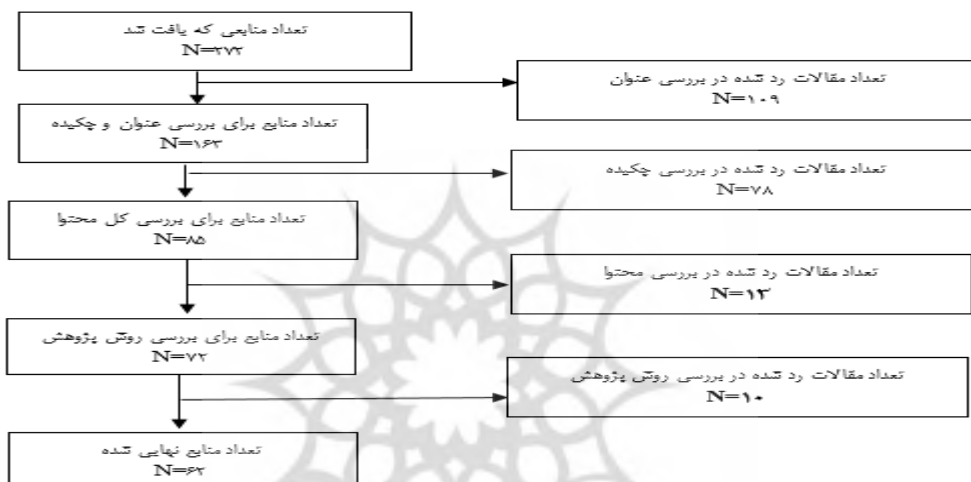 تعداد منابعی که یافت شد
N=۲۷۲
تعداد مقالات رد شده در بررسی عنوان
N=۱۰۹
تعداد منابع برای بررسی عنوان و چکیده
N=۱۶۳
تعداد مقالات رد شده در بررسی چکیده
N=۷۸
تعداد منابع برای بررسی کل محتوا
N=۸۵
تعداد مقالات رد شده در بررسی محتوا
N=۱۳
تعداد منابع برای بررسی روش پژوهش
N=۷۲
تعداد مقالات رد شده در بررسی روش پژوهش
N=۱۰
تعداد منابع نهایی شده
N=۶۲